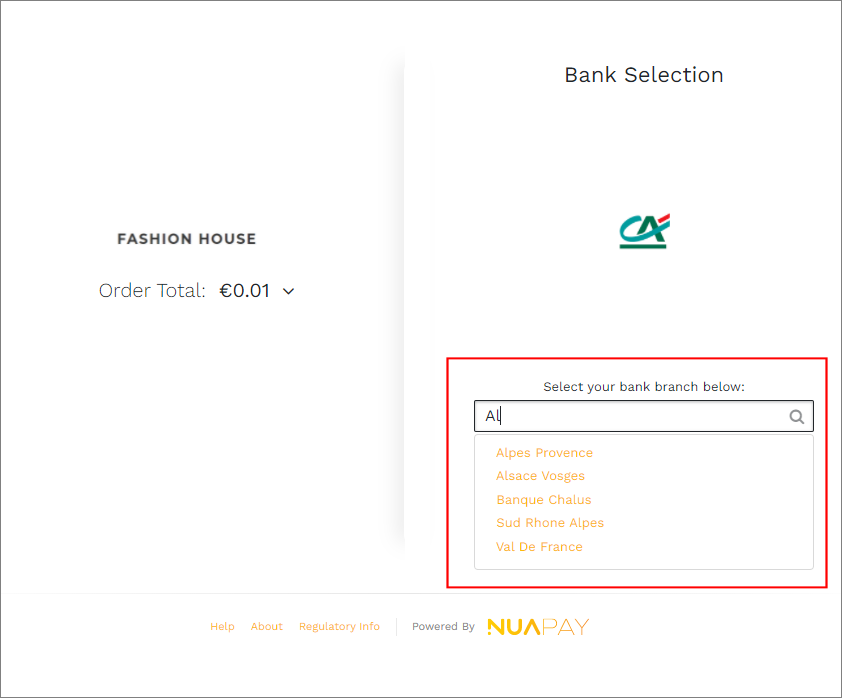 Bank Selection
CA
FASHION HOUSE
Order Total: €0.01
Select your bank branch below:
Al
Alpes Provence
Alsace Vosges
Banque Chalus
Sud Rhone Alpes
Val De France
Help About Regulatory Info Powered By NUAPAY